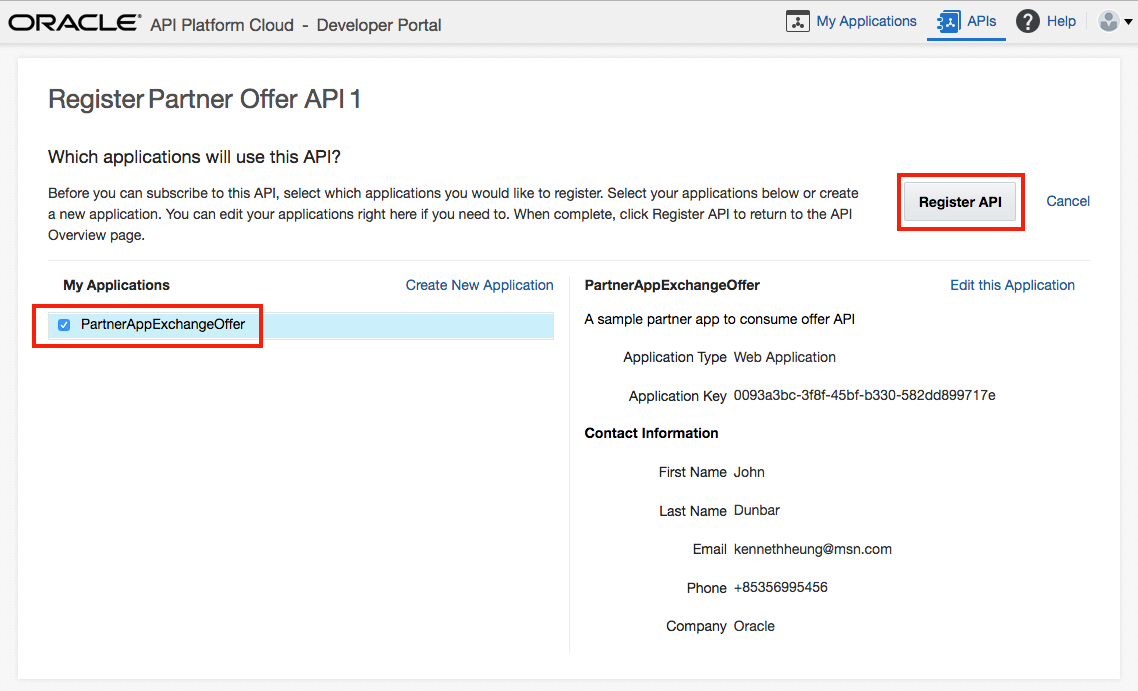 ORACLE API Platform Cloud - Developer Portal My Applications APIs ? Help
Register Partner Offer API 1
Which applications will use this API?
Before you can subscribe to this API, select which applications you would like to register. Select your applications below or create
a new application. You can edit your applications right here if you need to. When complete, click Register API to return to the API
Overview page.
Register API Cancel
My Applications Create New Application
PartnerAppExchangeOffer
PartnerAppExchangeOffer Edit this Application
A sample partner app to consume offer API
Application Type Web Application
Application Key 0093a3bc-3f8f-45bf-b330-582dd899717e
Contact Information
First Name John
Last Name Dunbar
Email kennethheung@msn.com
Phone +85356995456
Company Oracle